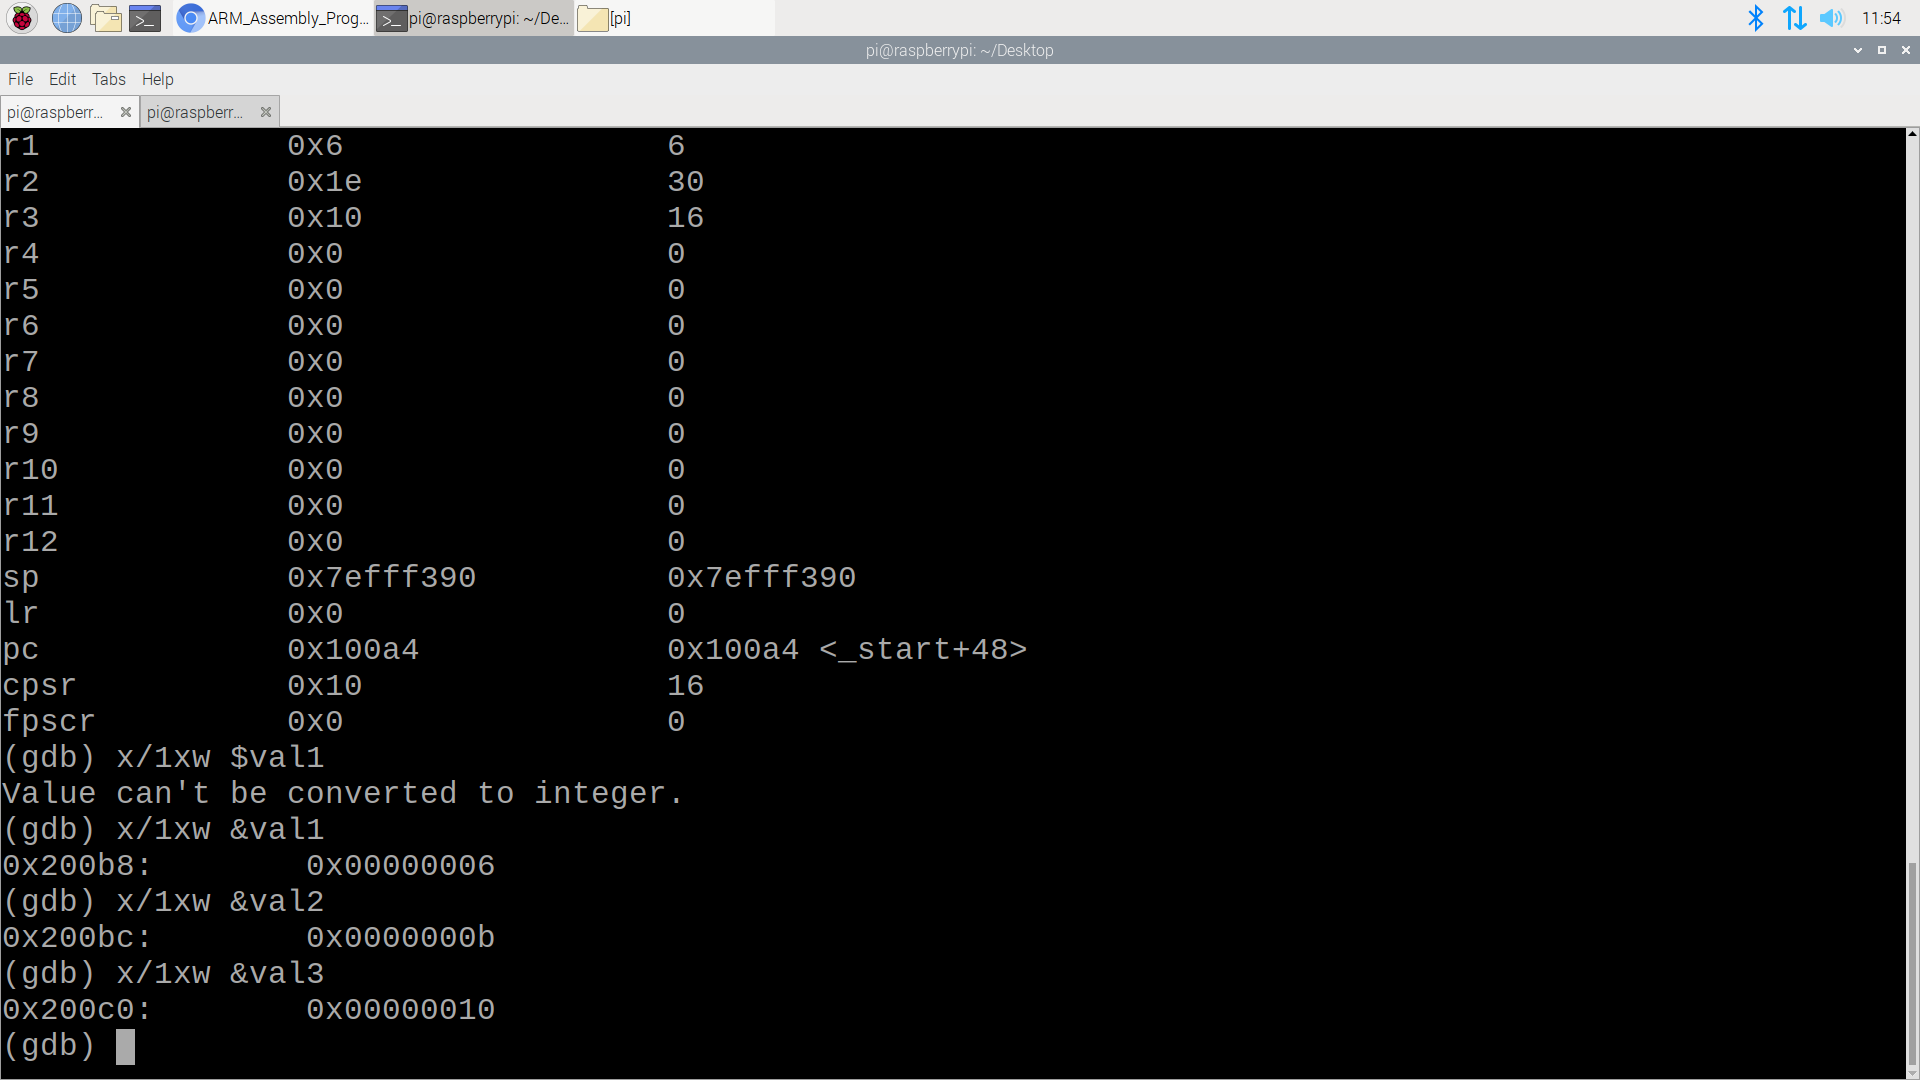 ARM_Assembly_Prog... pi@raspberrypi: ~/De... [pi] 11:54
pi@raspberrypi: ~/Desktop
File Edit Tabs Help
pi@raspberr... pi@raspberr...
r1 0x6 6
r2 0x1e 30
r3 0x10 16
r4 0x0 0
r5 0x0 0
r6 0x0 0
r7 0x0 0
r8 0x0 0
r9 0x0 0
r10 0x0 0
r11 0x0 0
r12 0x0 0
sp 0x7efff390 0x7efff390
lr 0x0 0
pc 0x100a4 0x100a4 <_start+48>
cpsr 0x10 16
fpscr 0x0 0
(gdb) x/1xw $val1
Value can't be converted to integer.
(gdb) x/1xw &val1
0x200b8: 0x00000006
(gdb) x/1xw &val2
0x200bc: 0x0000000b
(gdb) x/1xw &val3
0x200c0: 0x00000010
(gdb)